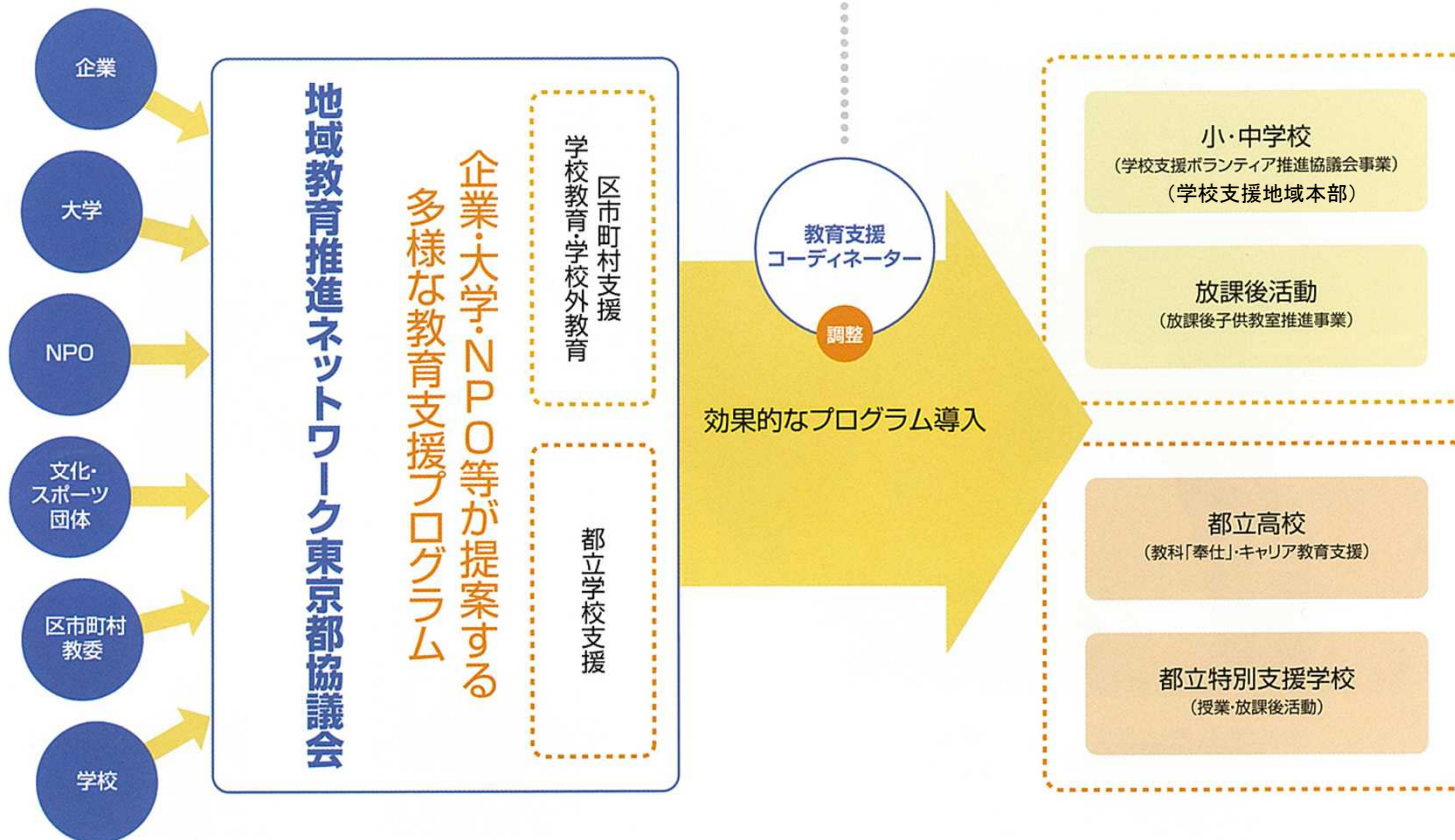 企業
大学
NPO
文化・
スポーツ
団体
区市町村
教委
学校
地域教育推進ネットワーク東京都協議会
企業・大学・NPO等が提案する
多様な教育支援プログラム
区市町村支援
学校教育・学校外教育
都立学校支援
教育支援
コーディネーター
調整
効果的なプログラム導入
小・中学校
(学校支援ボランティア推進協議会事業)
(学校支援地域本部)
放課後活動
(放課後子供教室推進事業)
都立高校
(教科「奉仕」・キャリア教育支援)
都立特別支援学校
(授業・放課後活動)